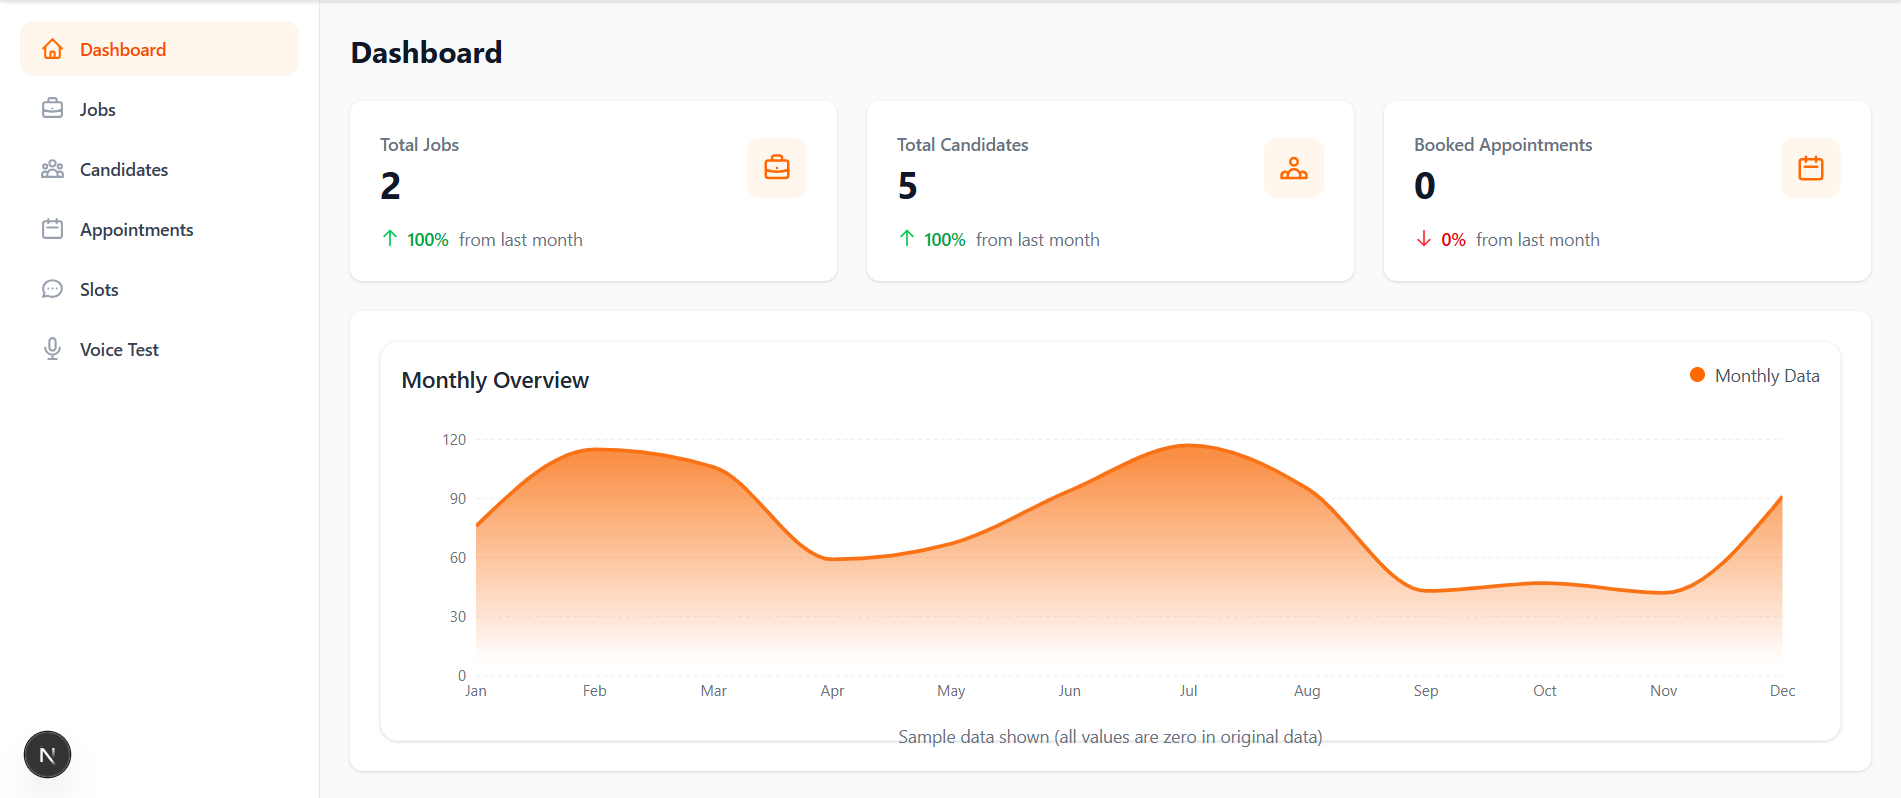 Dashboard
Jobs
Candidates
Appointments
Slots
Voice Test
N
Dashboard
Total Jobs
2
100% from last month
Total Candidates
5
100% from last month
Booked Appointments
0
0% from last month
Monthly Overview
Monthly Data
120
90
60
30
0
Jan Feb Mar Apr May Jun Jul Aug Sep Oct Nov Dec
Sample data shown (all values are zero in original data)